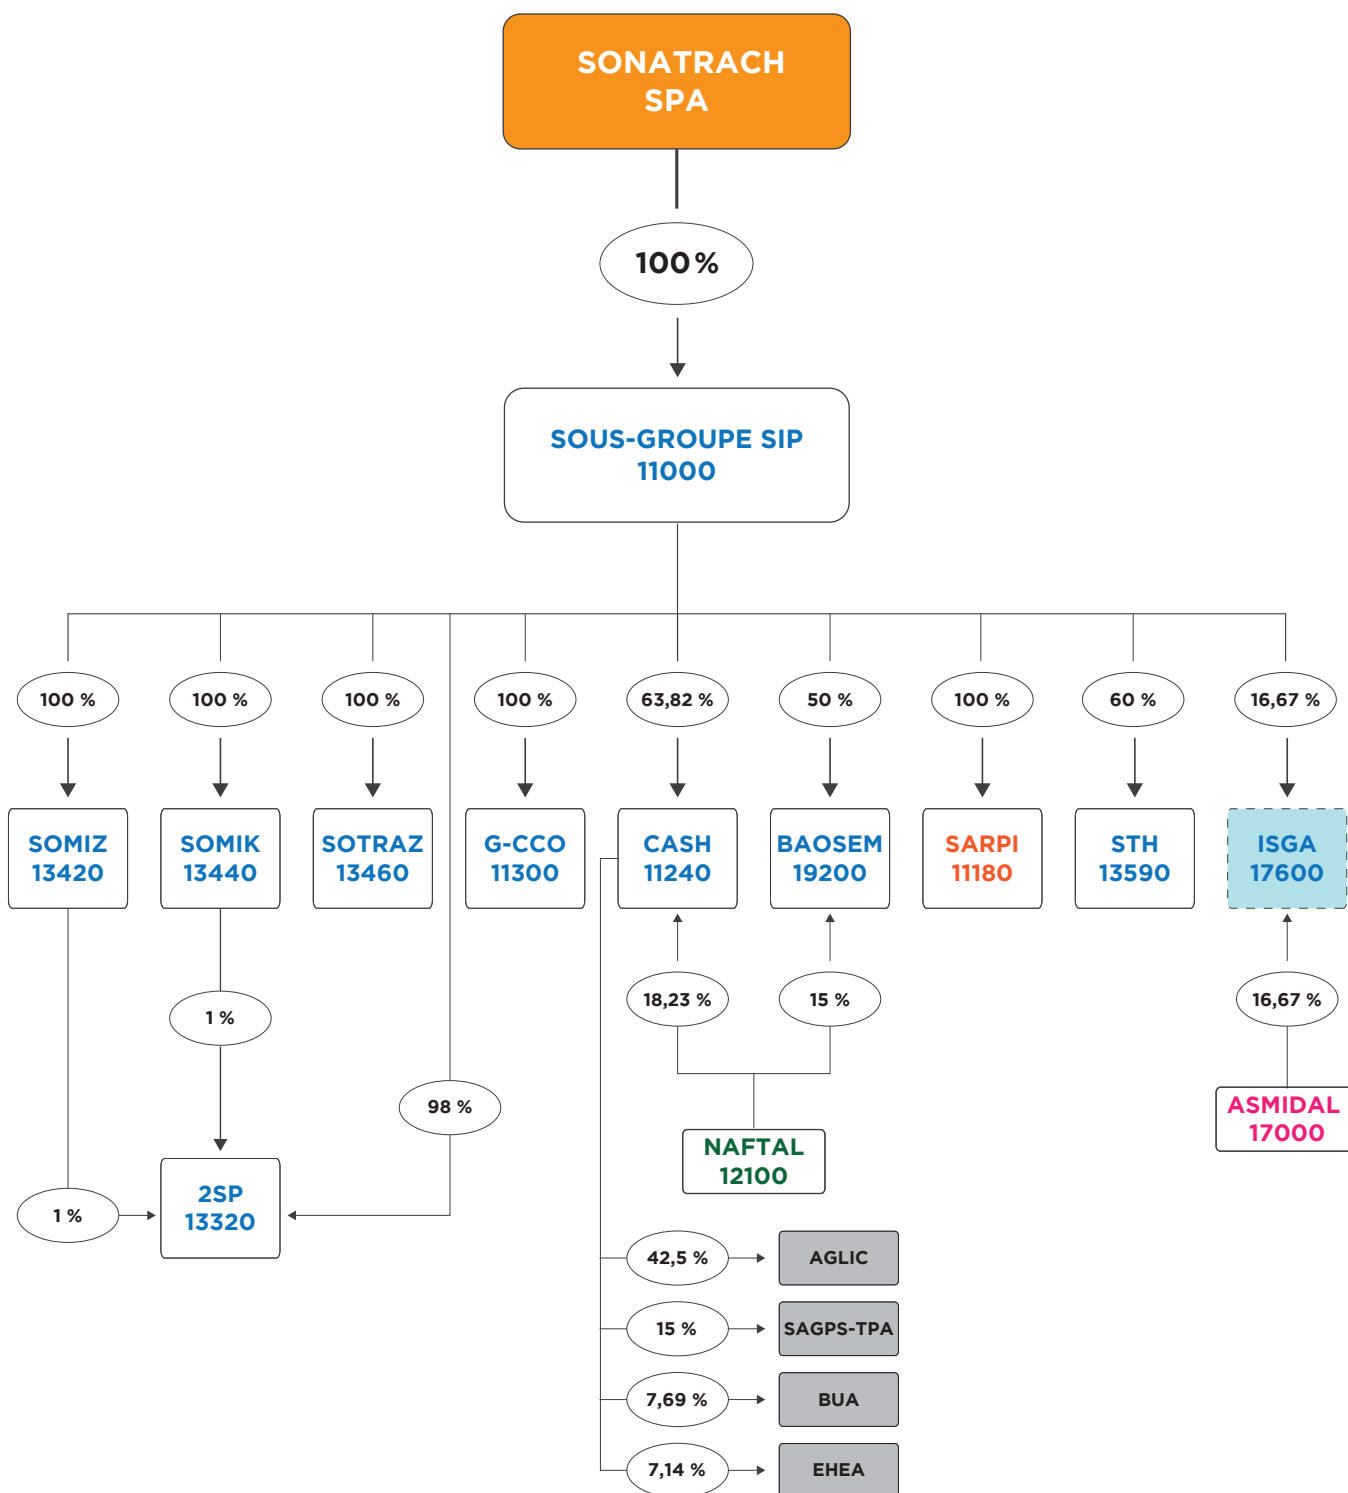 SONATRACH
SPA
100 %
SOUS-GROUPE SIP
11000
100 %
100 %
100 %
100 %
63,82 %
50 %
100 %
60 %
16,67 %
SOMIZ
13420
SOMIK
13440
SOTRAZ
13460
G-CCO
11300
CASH
11240
BAOSEM
19200
SARPI
11180
STH
13590
ISGA
17600
1 %
18,23 %
15 %
16,67 %
98 %
ASMIDAL
17000
NAFTAL
12100
1 %
2SP
13320
42,5 %
AGLIC
15 %
SAGPS-TPA
7,69 %
BUA
7,14 %
EHEA